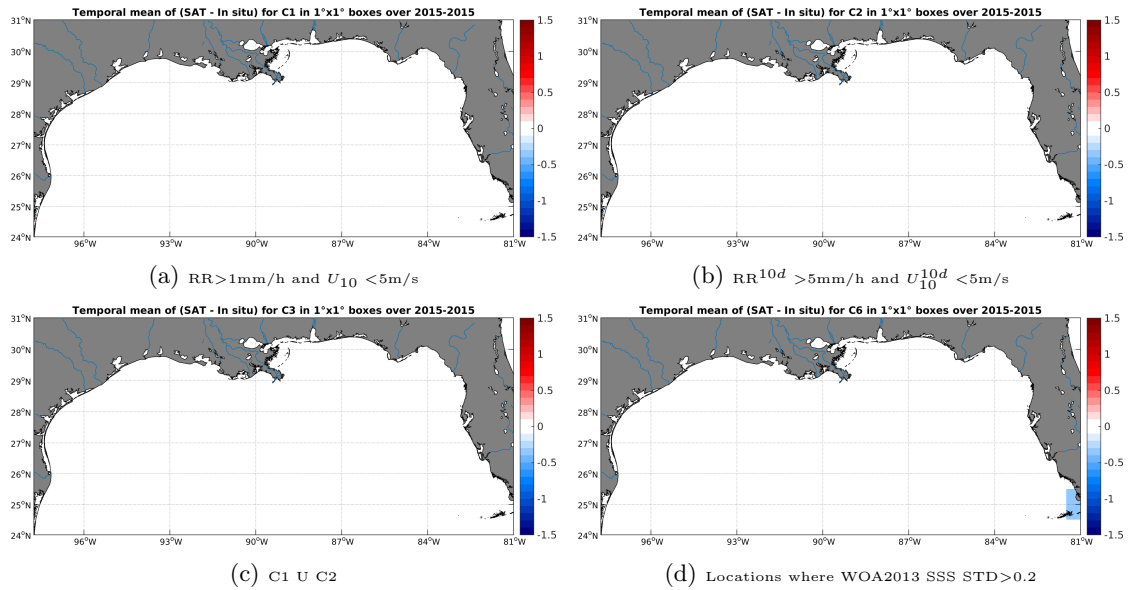 Temporal mean of (SAT - In situ) for C1 in 1°x1° boxes over 2015-2015
31°N
30°N
29°N
28°N
27°N
26°N
25°N
24°N
96°W 93°W 90°W 87°W 84°W 81°W
1.5
1
0.5
0
-0.5
-1
-1.5
(a) RR>1mm/h and U10 <5m/s
Temporal mean of (SAT - In situ) for C2 in 1°x1° boxes over 2015-2015
31°N
30°N
29°N
28°N
27°N
26°N
25°N
24°N
96°W 93°W 90°W 87°W 84°W 81°W
1.5
1
0.5
0
-0.5
-1
-1.5
(b) RR^10d >5mm/h and U_10^10d <5m/s
Temporal mean of (SAT - In situ) for C3 in 1°x1° boxes over 2015-2015
31°N
30°N
29°N
28°N
27°N
26°N
25°N
24°N
96°W 93°W 90°W 87°W 84°W 81°W
1.5
1
0.5
0
-0.5
-1
-1.5
(c) C1 U C2
Temporal mean of (SAT - In situ) for C6 in 1°x1° boxes over 2015-2015
31°N
30°N
29°N
28°N
27°N
26°N
25°N
24°N
96°W 93°W 90°W 87°W 84°W 81°W
1.5
1
0.5
0
-0.5
-1
-1.5
(d) Locations where WOA2013 SSS STD>0.2